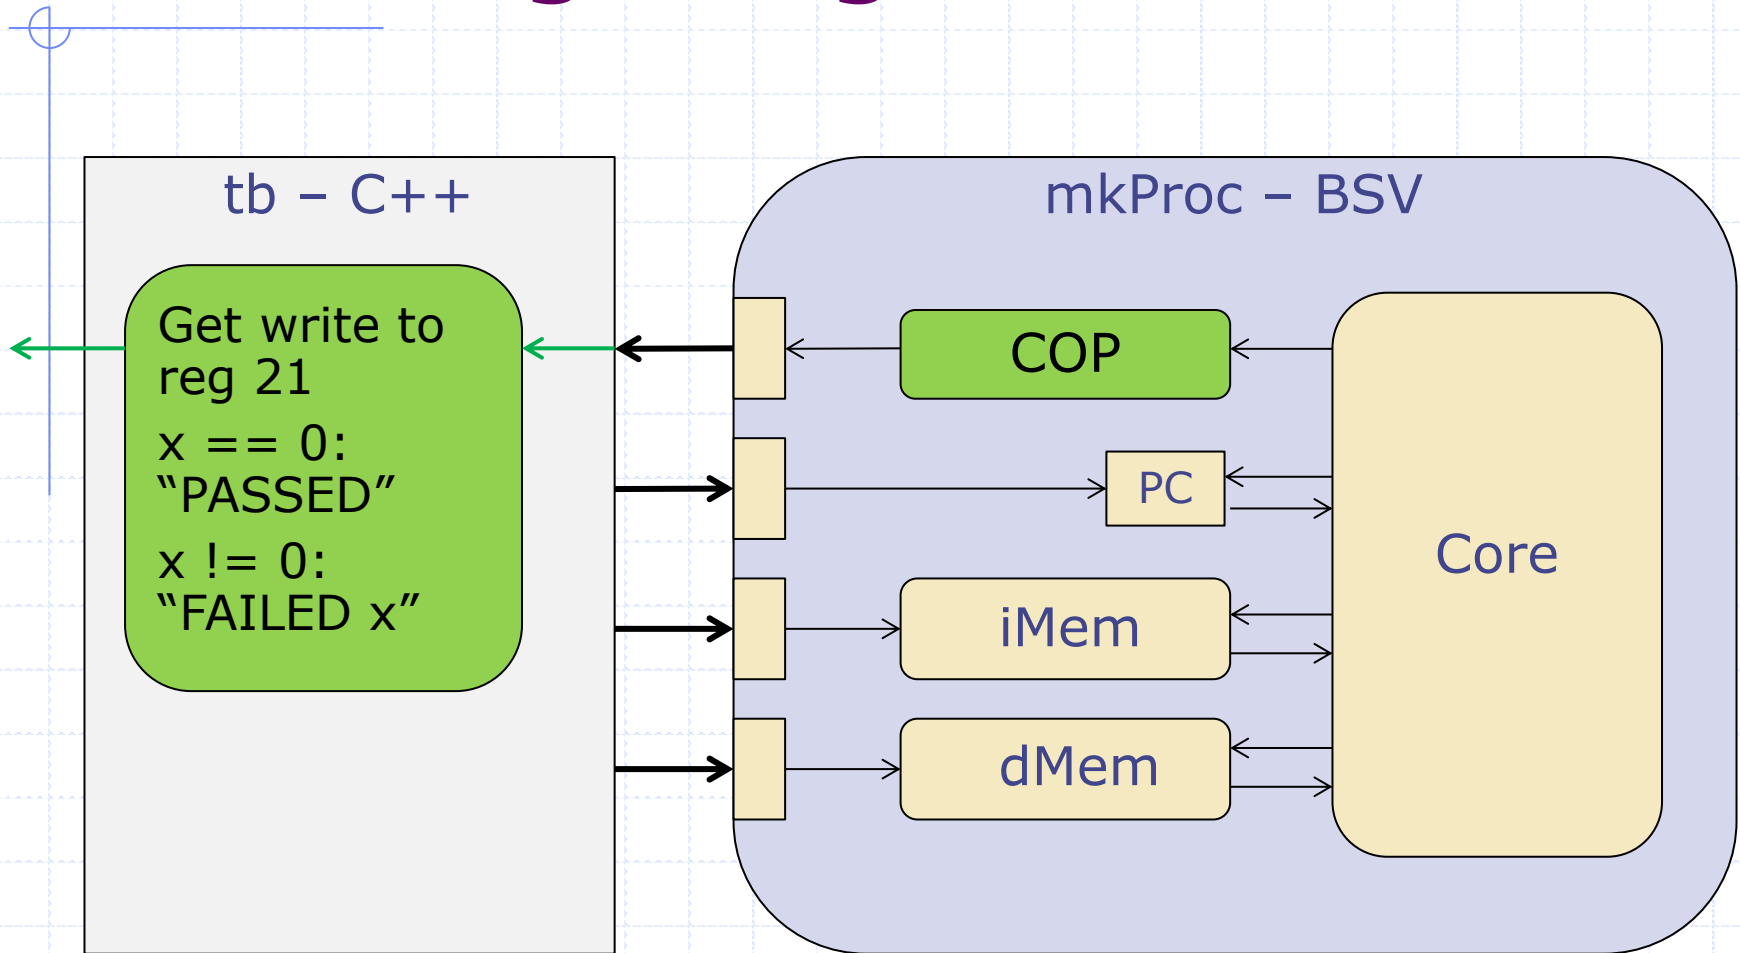 tb – C++
mkProc – BSV
Get write to
reg 21
x == 0:
“PASSED”
x != 0:
“FAILED x”
COP
PC
Core
iMem
dMem